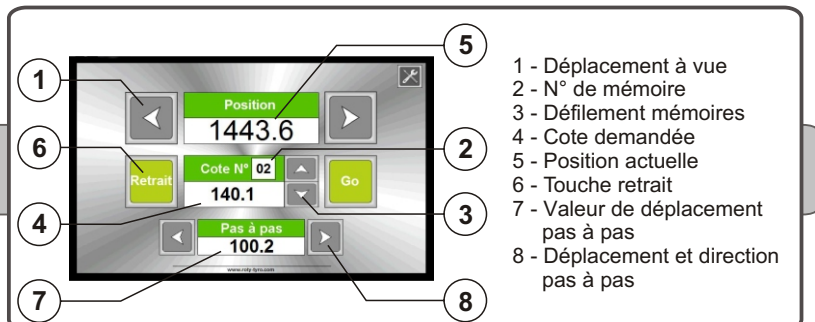 5
1
Position
1443.6
6
2
Retrait
Cote N° 02
Go
140.1
4
3
Pas à pas
100.2
www.roty-tyro.com
7
8
1 - Déplacement à vue
2 - N° de mémoire
3 - Défilement mémoires
4 - Cote demandée
5 - Position actuelle
6 - Touche retrait
7 - Valeur de déplacement
pas à pas
8 - Déplacement et direction
pas à pas